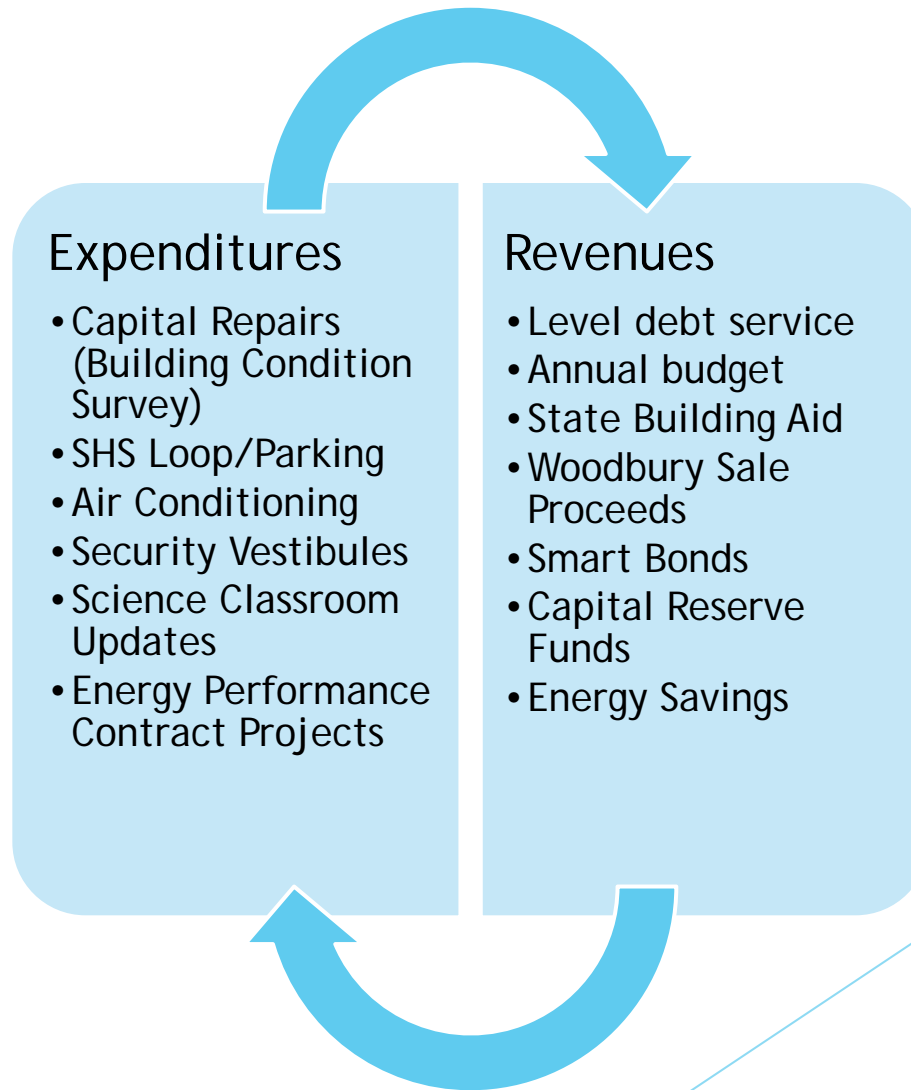 Expenditures
•Capital Repairs
(Building Condition
Survey)
•SHS Loop/Parking
•Air Conditioning
•Security Vestibules
•Science Classroom
Updates
•Energy Performance
Contract Projects
Revenues
•Level debt service
•Annual budget
•State Building Aid
•Woodbury Sale
Proceeds
•Smart Bonds
•Capital Reserve
Funds
•Energy Savings